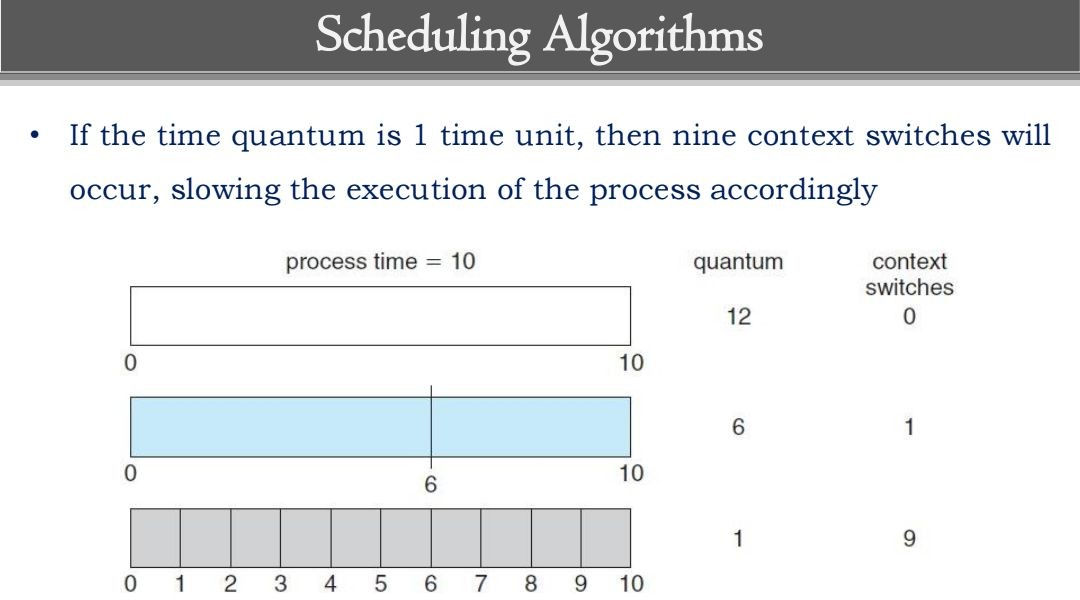 Scheduling Algorithms
• If the time quantum is 1 time unit, then nine context switches will
occur, slowing the execution of the process accordingly
process time = 10 quantum context
switches
12 0
0 10
6 1
0 10
6
1 9
0 1 2 3 4 5 6 7 8 9 10